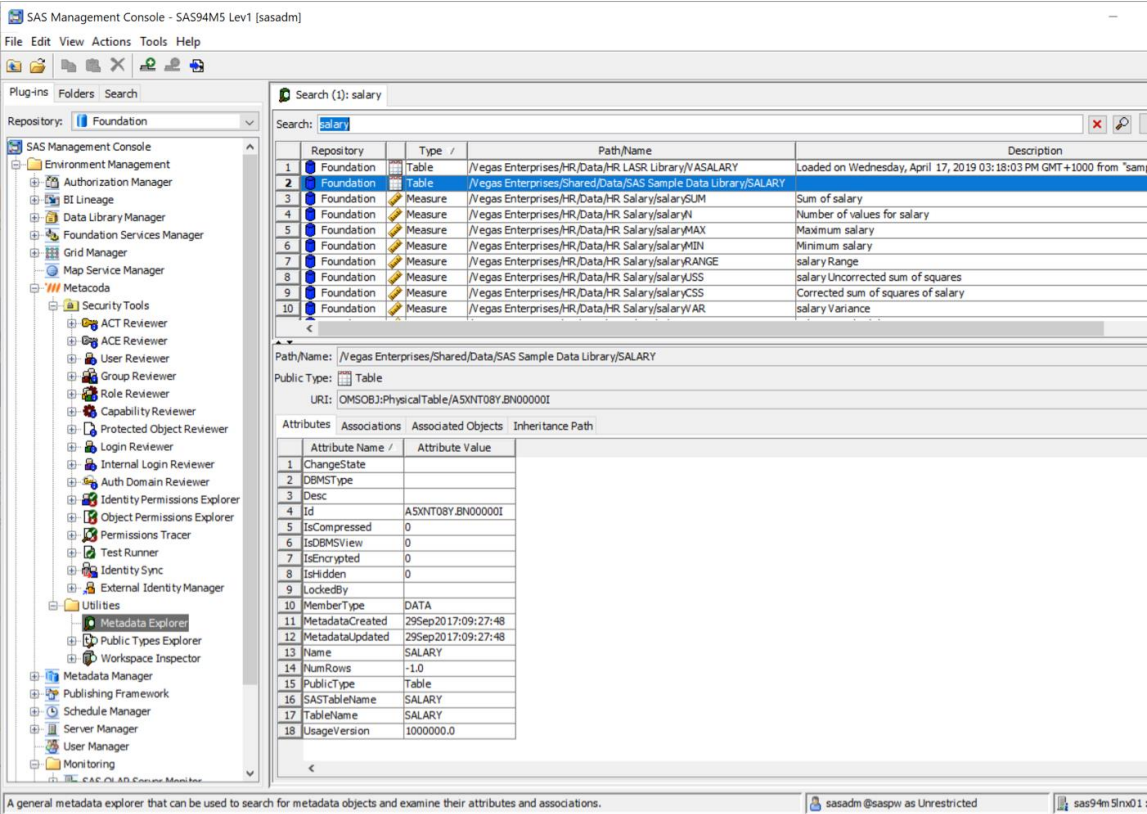 SAS Management Console - SAS94M5 Lev1 [sasadm]
File Edit View Actions Tools Help
Plug-ins Folders Search
Repository: Foundation
SAS Management Console
Environment Management
Authorization Manager
BI Lineage
Data Library Manager
Foundation Services Manager
Grid Manager
Map Service Manager
Metacoda
Security Tools
ACT Reviewer
ACE Reviewer
User Reviewer
Group Reviewer
Role Reviewer
Capability Reviewer
Protected Object Reviewer
Login Reviewer
Internal Login Reviewer
Auth Domain Reviewer
Identity Permissions Explorer
Object Permissions Explorer
Permissions Tracer
Test Runner
Identity Sync
External Identity Manager
Utilities
Metadata Explorer
Public Types Explorer
Workspace Inspector
Metadata Manager
Publishing Framework
Schedule Manager
Server Manager
User Manager
Monitoring
SAS OLAP Server Monitor
Search (1): salary
Search: salary
Repository Type / Path/Name Description
1 Foundation Table /Vegas Enterprises/HR/Data/HR LASR Library/VASALARY Loaded on Wednesday, April 17, 2019 03:18:03 PM GMT+1000 from "samp
2 Foundation Table /Vegas Enterprises/Shared/Data/SAS Sample Data Library/SALARY
3 Foundation Measure /Vegas Enterprises/HR/Data/HR Salary/salarySUM Sum of salary
4 Foundation Measure /Vegas Enterprises/HR/Data/HR Salary/salaryN Number of values for salary
5 Foundation Measure /Vegas Enterprises/HR/Data/HR Salary/salaryMAX Maximum salary
6 Foundation Measure /Vegas Enterprises/HR/Data/HR Salary/salaryMIN Minimum salary
7 Foundation Measure /Vegas Enterprises/HR/Data/HR Salary/salaryRANGE salary Range
8 Foundation Measure /Vegas Enterprises/HR/Data/HR Salary/salaryUSS salary Uncorrected sum of squares
9 Foundation Measure /Vegas Enterprises/HR/Data/HR Salary/salaryCSS Corrected sum of squares of salary
10 Foundation Measure /Vegas Enterprises/HR/Data/HR Salary/salaryVAR salary Variance
Path/Name: /Vegas Enterprises/Shared/Data/SAS Sample Data Library/SALARY
Public Type: Table
URI: OMSOBJ:PhysicalTable/A5XNT08Y.BN00000I
Attributes Associations Associated Objects Inheritance Path
Attribute Name / Attribute Value
1 ChangeState
2 DBMSType
3 Desc
4 Id A5XNT08Y.BN00000I
5 IsCompressed 0
6 IsDBMSView 0
7 IsEncrypted 0
8 IsHidden 0
9 LockedBy
10 MemberType DATA
11 MetadataCreated 29Sep2017:09:27:48
12 MetadataUpdated 29Sep2017:09:27:48
13 Name SALARY
14 NumRows -1.0
15 PublicType Table
16 SASTableName SALARY
17 TableName SALARY
18 UsageVersion 1000000.0
A general metadata explorer that can be used to search for metadata objects and examine their attributes and associations.
sasadm@saspw as Unrestricted
sas94m5lnx01